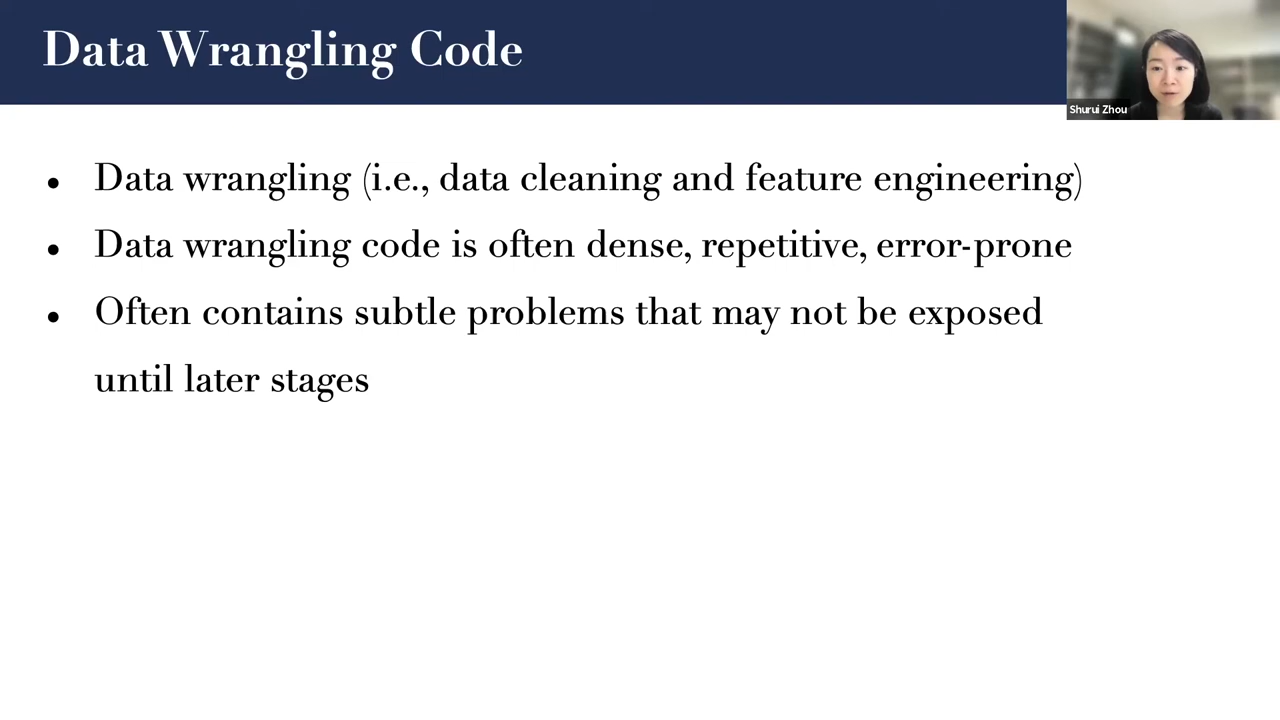 Data Wrangling Code
Shurui Zhou
• Data wrangling (i.e., data cleaning and feature engineering)
• Data wrangling code is often dense, repetitive, error-prone
• Often contains subtle problems that may not be exposed
until later stages